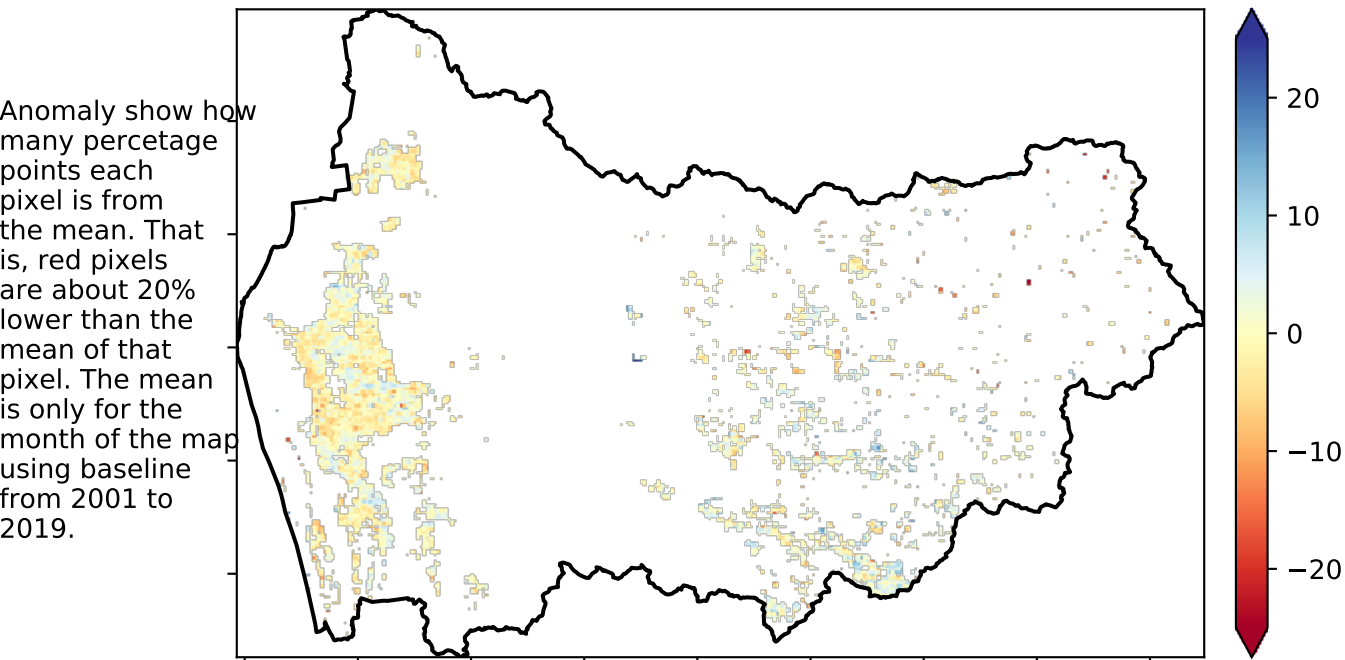 Anomaly show how
many percetage
points each
pixel is from
the mean. That
is, red pixels
are about 20%
lower than the
mean of that
pixel. The mean
is only for the
month of the map
using baseline
from 2001 to
2019.
20
10
0
−10
−20